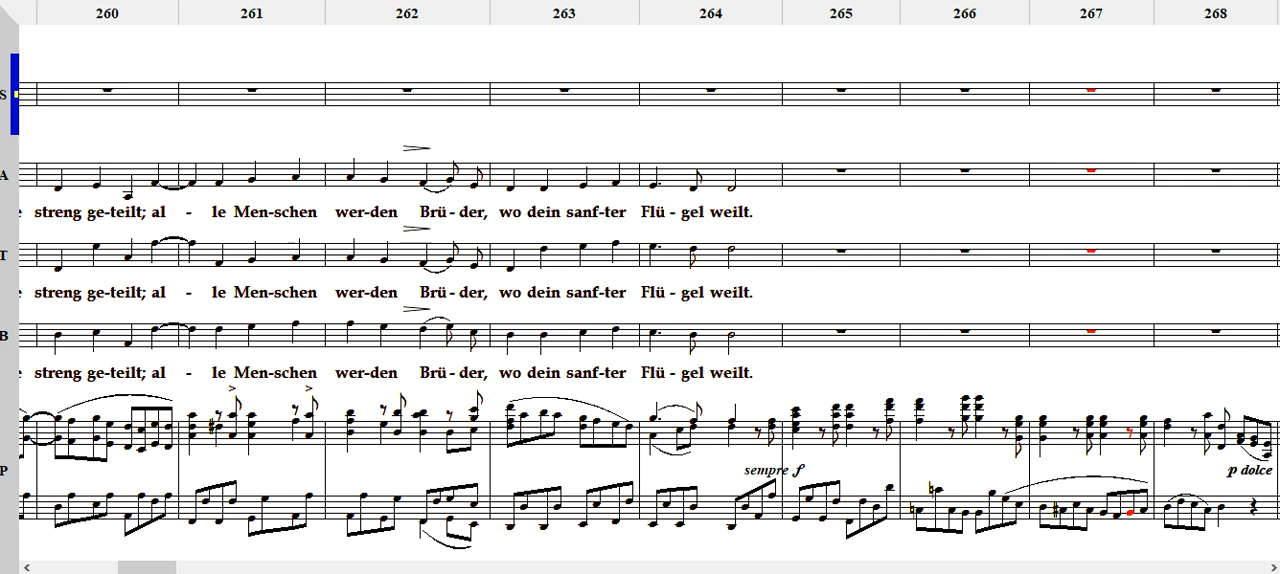 260 261 262 263 264 265 266 267 268
S
A
streng ge-teilt; al - le Men-schen wer-den Brü-der, wo dein sanf-ter Flü-gel weilt.
T
streng ge-teilt; al - le Men-schen wer-den Brü-der, wo dein sanf-ter Flü-gel weilt.
B
streng ge-teilt; al - le Men-schen wer-den Brü-der, wo dein sanf-ter Flü-gel weilt.
P
sempre f
p dolce